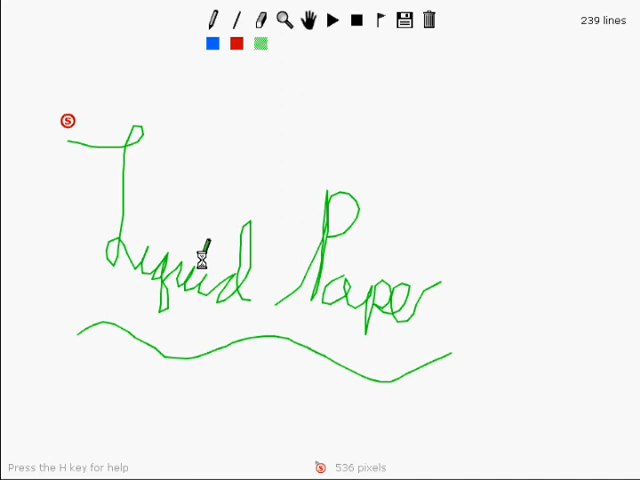 239 lines
S
Liquid Paper
Press the H key for help
S 536 pixels